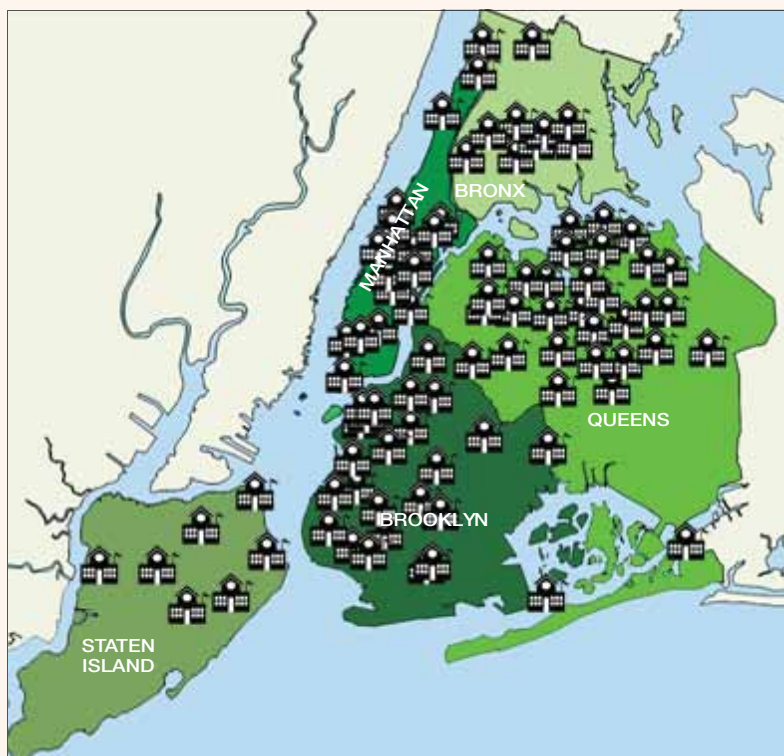 BRONX
MANHATTAN
QUEENS
BROOKLYN
STATEN
ISLAND